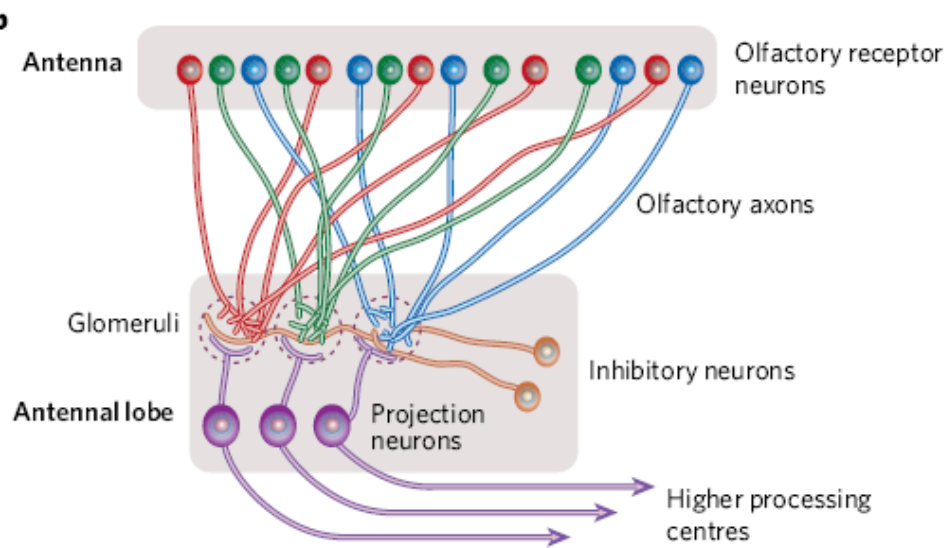 b
Antenna
Olfactory receptor
neurons
Olfactory axons
Glomeruli
Inhibitory neurons
Antennal lobe
Projection
neurons
Higher processing
centres